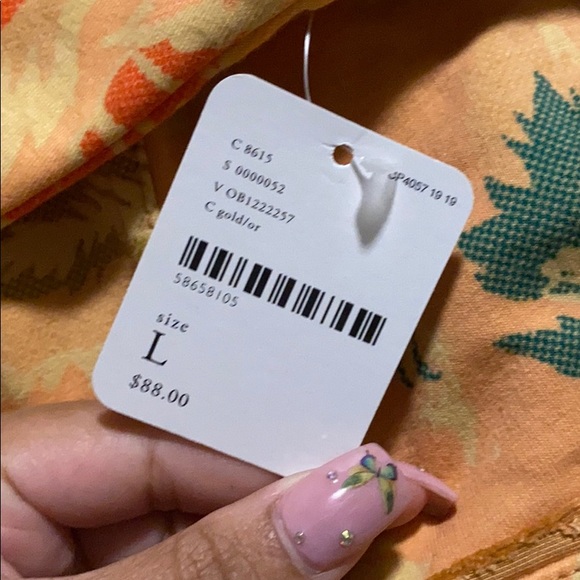 C 8615
S 0000052
V OB1222257
C gold/or
SP4057 19 19
58658105
size
L
$88.00